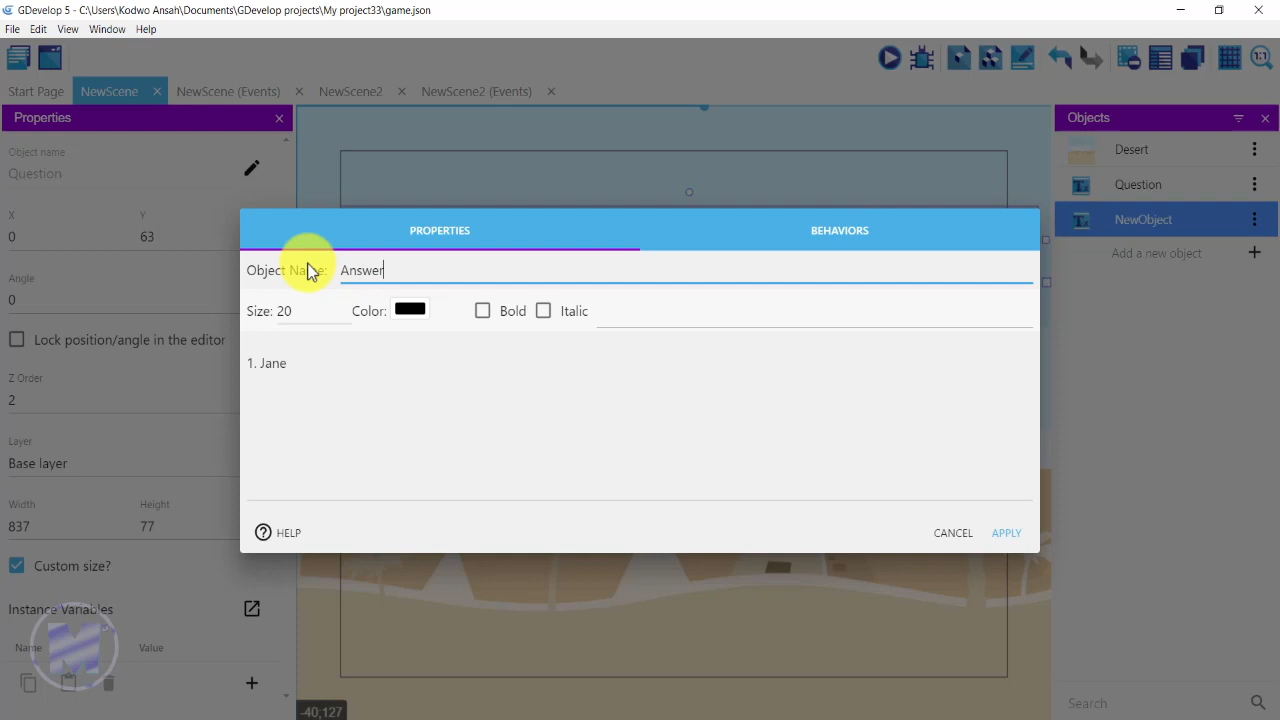 GDevelop 5 - C:\Users\Kodwo Ansah\Documents\GDevelop projects\My project33\game.json
File Edit View Window Help
Start Page NewScene NewScene (Events) NewScene2 NewScene2 (Events)
Properties
Object name
Question
X Y
0 63
Angle
0
Lock position/angle in the editor
Z Order
2
Layer
Base layer
Width Height
837 77
Custom size?
Instance Variables
Name Value
PROPERTIES BEHAVIORS
Object Name: Answer
Size: 20 Color: Bold Italic
1. Jane
HELP CANCEL APPLY
-40;127
Objects
Desert
Question
NewObject
Add a new object
Search
1:1
M